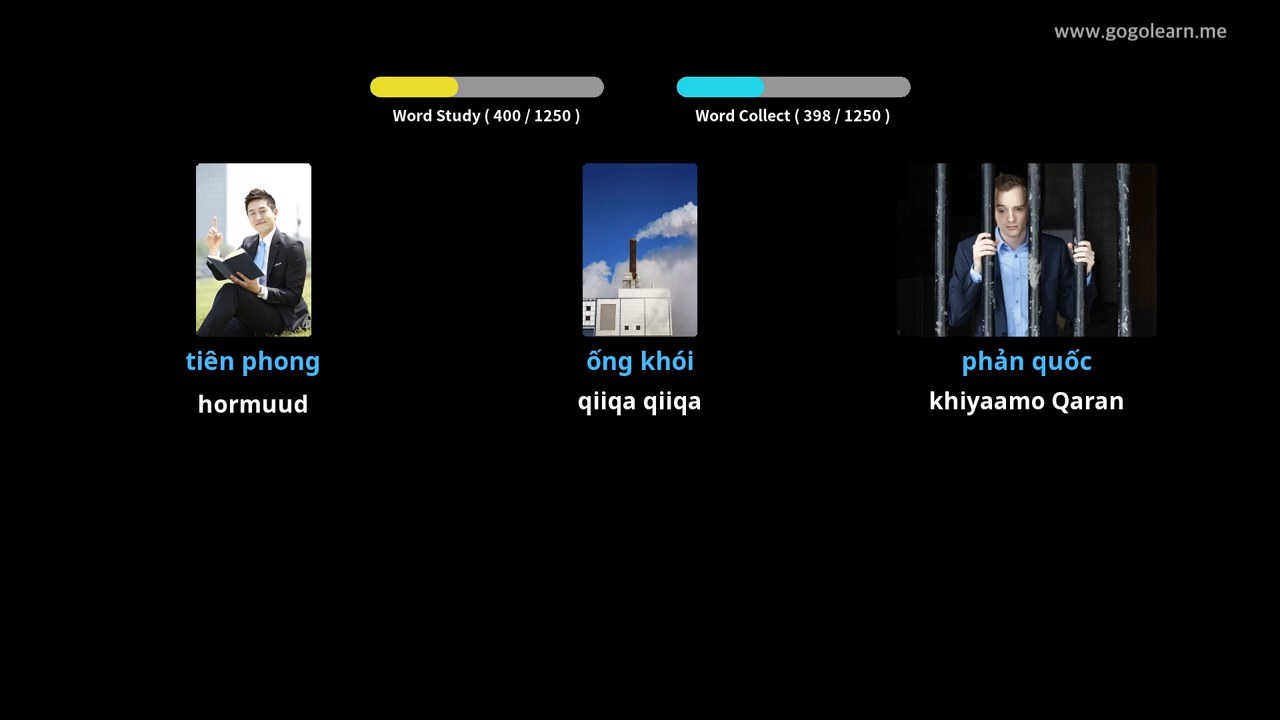 www.gogolearn.me
Word Study ( 400 / 1250 )
Word Collect ( 398 / 1250 )
tiên phong
hormuud
ống khói
qiiqa qiiqa
phản quốc
khiyaamo Qaran